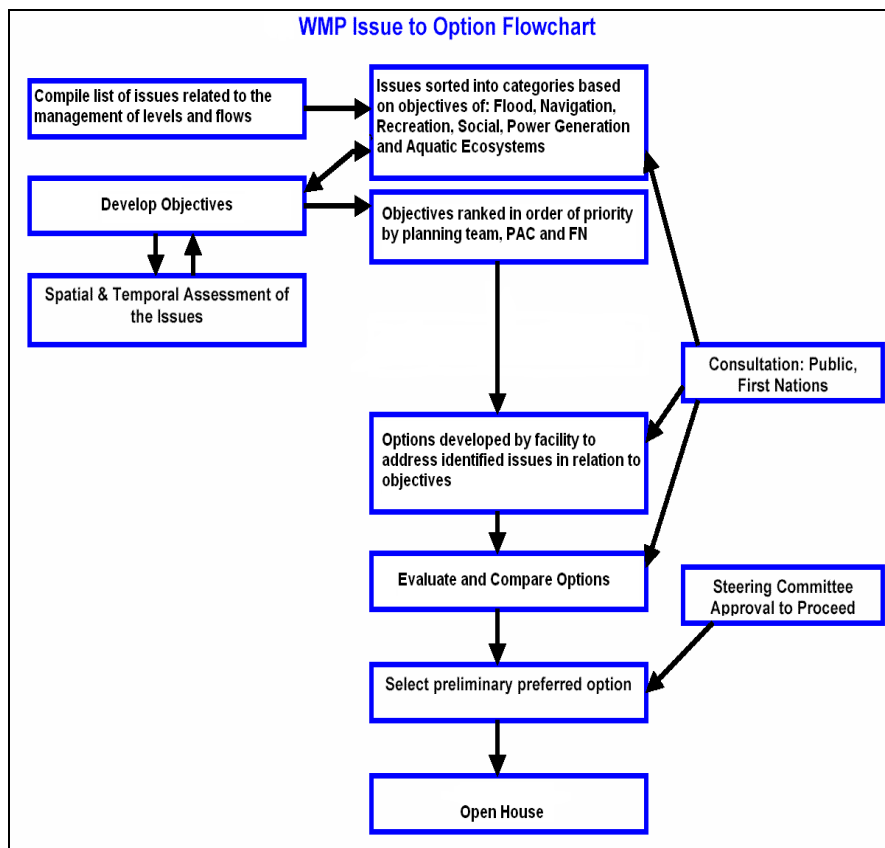 WMP Issue to Option Flowchart
Compile list of issues related to the
management of levels and flows
Issues sorted into categories based
on objectives of: Flood, Navigation,
Recreation, Social, Power Generation
and Aquatic Ecosystems
Develop Objectives
Objectives ranked in order of priority
by planning team, PAC and FN
Spatial & Temporal Assessment of
the Issues
Consultation: Public,
First Nations
Options developed by facility to
address identified issues in relation to
objectives
Evaluate and Compare Options
Steering Committee
Approval to Proceed
Select preliminary preferred option
Open House